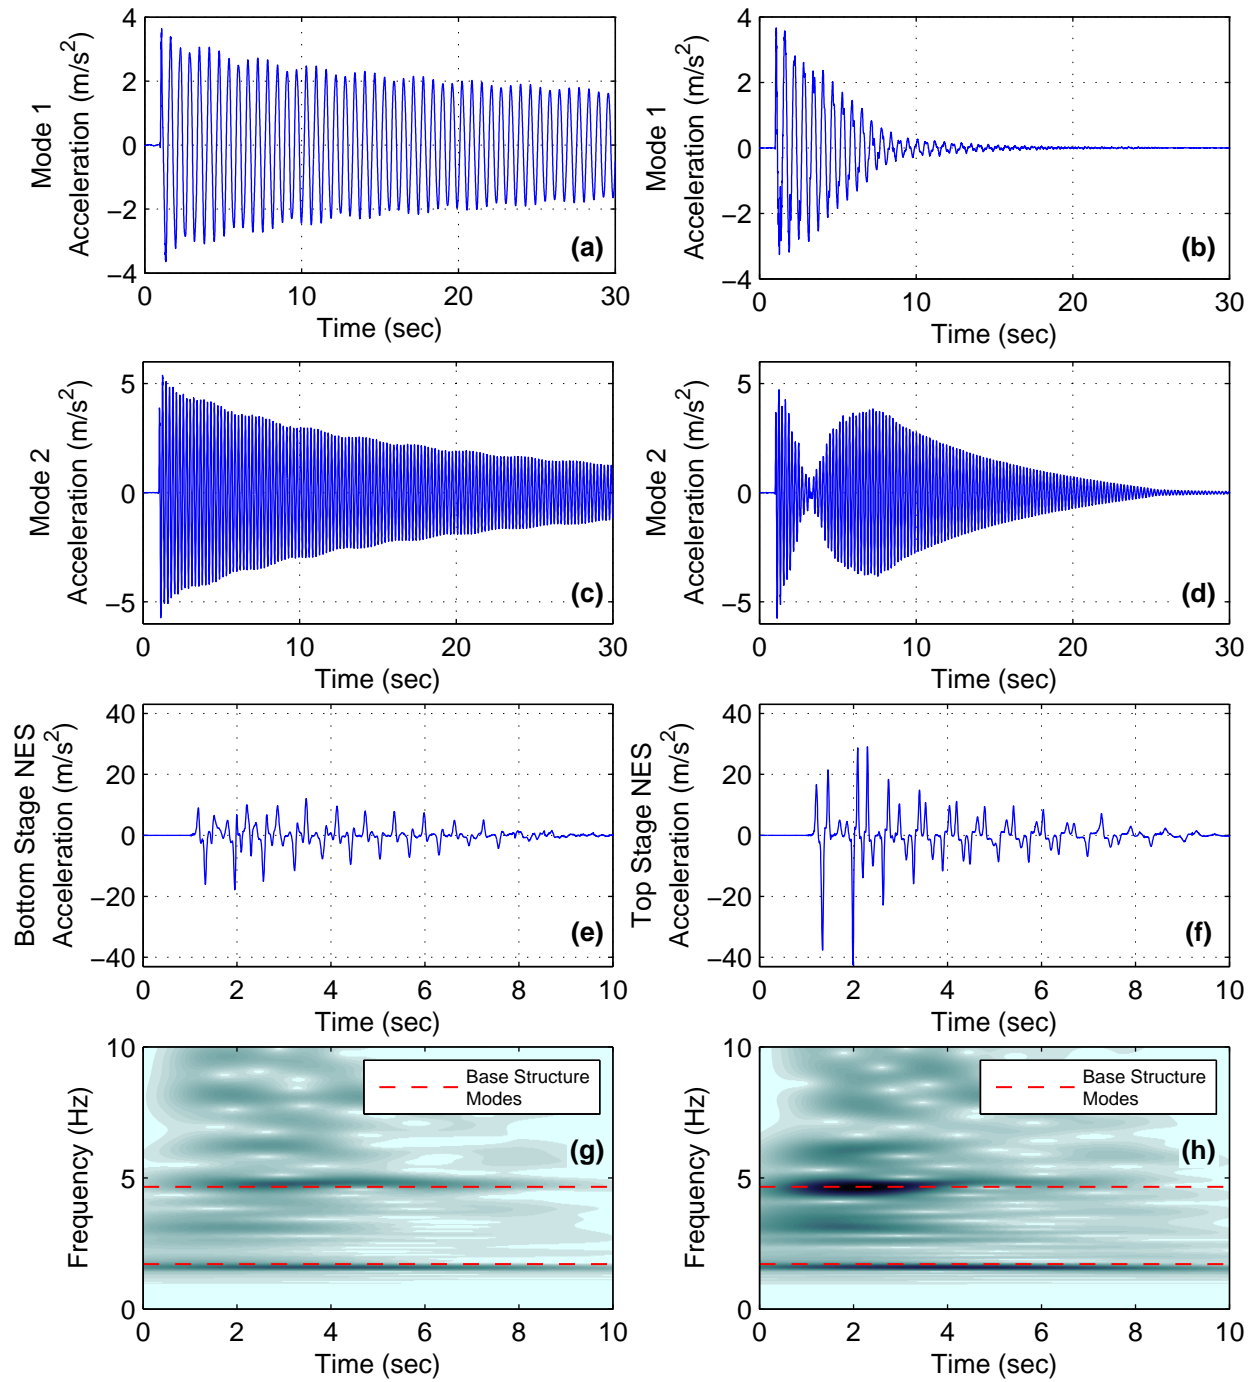 4
2
0
−2
−4
Mode 1
Acceleration (m/s2)
(a)
0
10
20
30
Time (sec)
4
2
0
−2
−4
Mode 1
Acceleration (m/s2)
(b)
0
10
20
30
Time (sec)
5
0
−5
Mode 2
Acceleration (m/s2)
(c)
0
10
20
30
Time (sec)
5
0
−5
Mode 2
Acceleration (m/s2)
(d)
0
10
20
30
Time (sec)
40
20
0
−20
−40
Bottom Stage NES
Acceleration (m/s2)
(e)
0
2
4
6
8
10
Time (sec)
40
20
0
−20
−40
Top Stage NES
Acceleration (m/s2)
(f)
0
2
4
6
8
10
Time (sec)
10
5
0
Frequency (Hz)
Base Structure
Modes
(g)
0
2
4
6
8
10
Time (sec)
10
5
0
Frequency (Hz)
Base Structure
Modes
(h)
0
2
4
6
8
10
Time (sec)